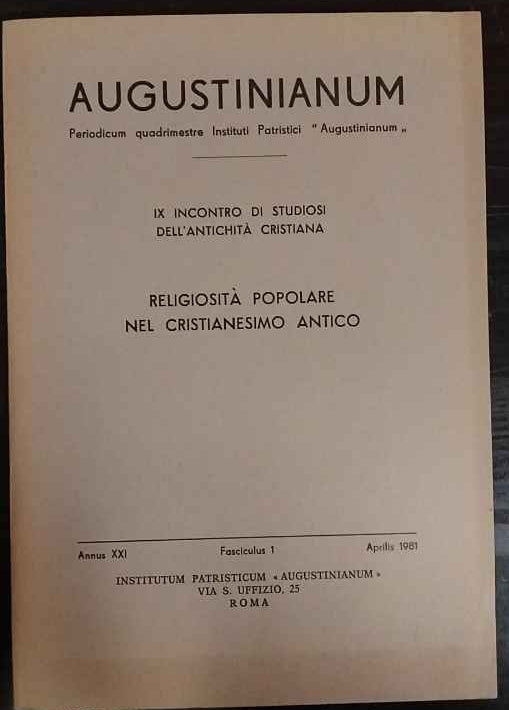 AUGUSTINIANUM
Periodicum quadrimestre Instituti Patristici "Augustinianum„
IX INCONTRO DI STUDIOSI
DELL'ANTICHITÀ CRISTIANA
RELIGIOSITÀ POPOLARE
NEL CRISTIANESIMO ANTICO
Annus XXI Fasciculus 1 Aprilis 1981
INSTITUTUM PATRISTICUM «AUGUSTINIANUM»
VIA S. UFFIZIO, 25
ROMA